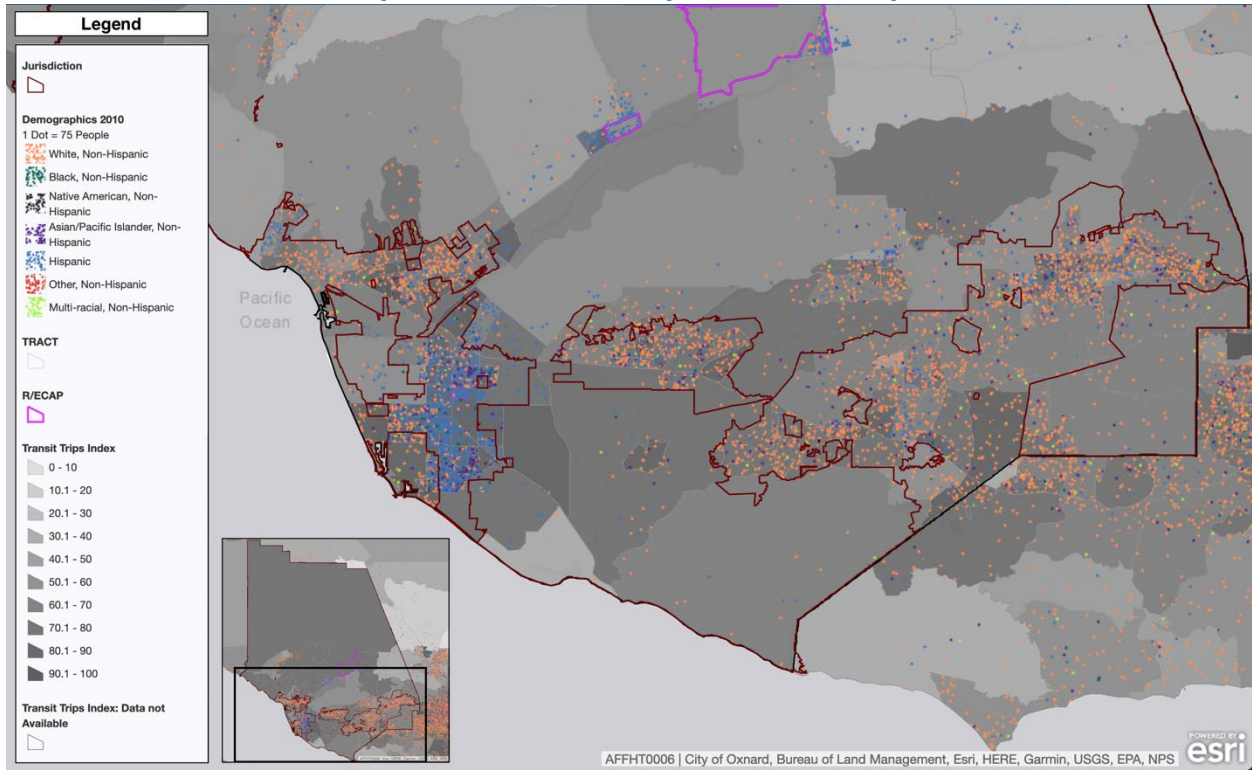 Legend
Jurisdiction
Demographics 2010
1 Dot = 75 People
White, Non-Hispanic
Black, Non-Hispanic
Native American, Non-
Hispanic
Asian/Pacific Islander, Non-
Hispanic
Hispanic
Other, Non-Hispanic
Multi-racial, Non-Hispanic
TRACT
R/ECAP
Transit Trips Index
0 - 10
10.1 - 20
20.1 - 30
30.1 - 40
40.1 - 50
50.1 - 60
60.1 - 70
70.1 - 80
80.1 - 90
90.1 - 100
Transit Trips Index: Data not
Available
Pacific
Ocean
AFFHT0006 | City of Oxnard, Bureau of Land Management, Esri, HERE, Garmin, USGS, EPA, NPS
POWERED BY
esri